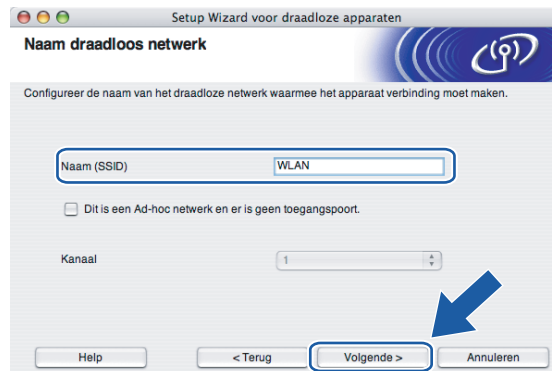 Setup Wizard voor draadloze apparaten
Naam draadloos netwerk
Configureer de naam van het draadloze netwerk waarmee het apparaat verbinding moet maken.
Naam (SSID) WLAN
Dit is een Ad-hoc netwerk en er is geen toegangspoort.
Kanaal 1
Help < Terug Volgende > Annuleren